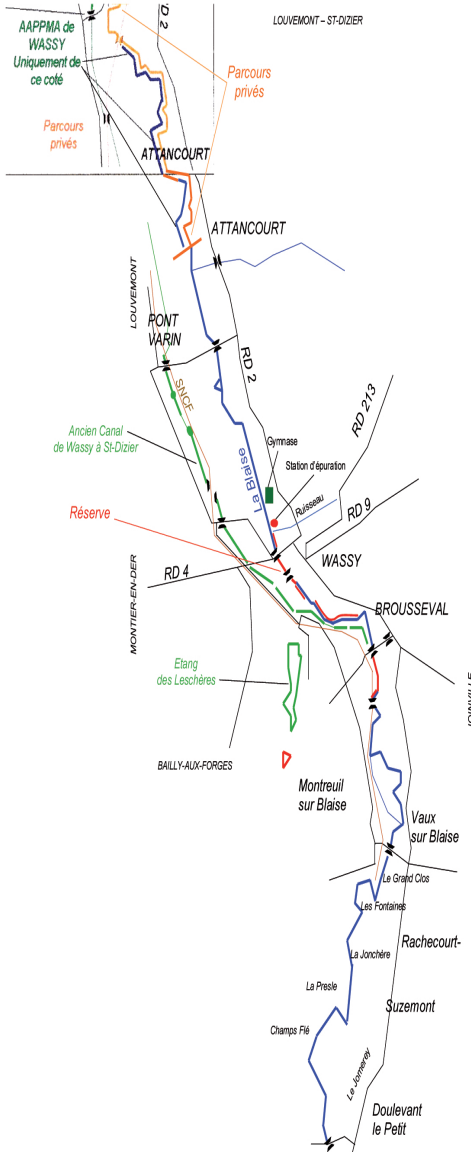 RD 2
LOUVEMONT – ST-DIZIER
AAPPMA de
WASSY
Uniquement de
ce coté
Parcours
privés
Parcours
privés
ATTANCOURT
ATTANCOURT
LOUVEMONT
PONT
VARIN
SNCF
RD 2
RD 213
Ancien Canal
de Wassy à St-Dizier
La Blaise
Gymnase
Station d'épuration
Ruisseau
RD 9
Réserve
WASSY
RD 4
MONTIER-EN-DER
BROUSSEVAL
Etang
des Leschères
JOINVILLE
BAILLY-AUX-FORGES
Montreuil
sur Blaise
Vaux
sur Blaise
Le Grand Clos
Les Fontaines
Rachecourt-
La Jonchère
La Presle
Suzemont
Champs Flé
Le Jomerey
Doulevant
le Petit